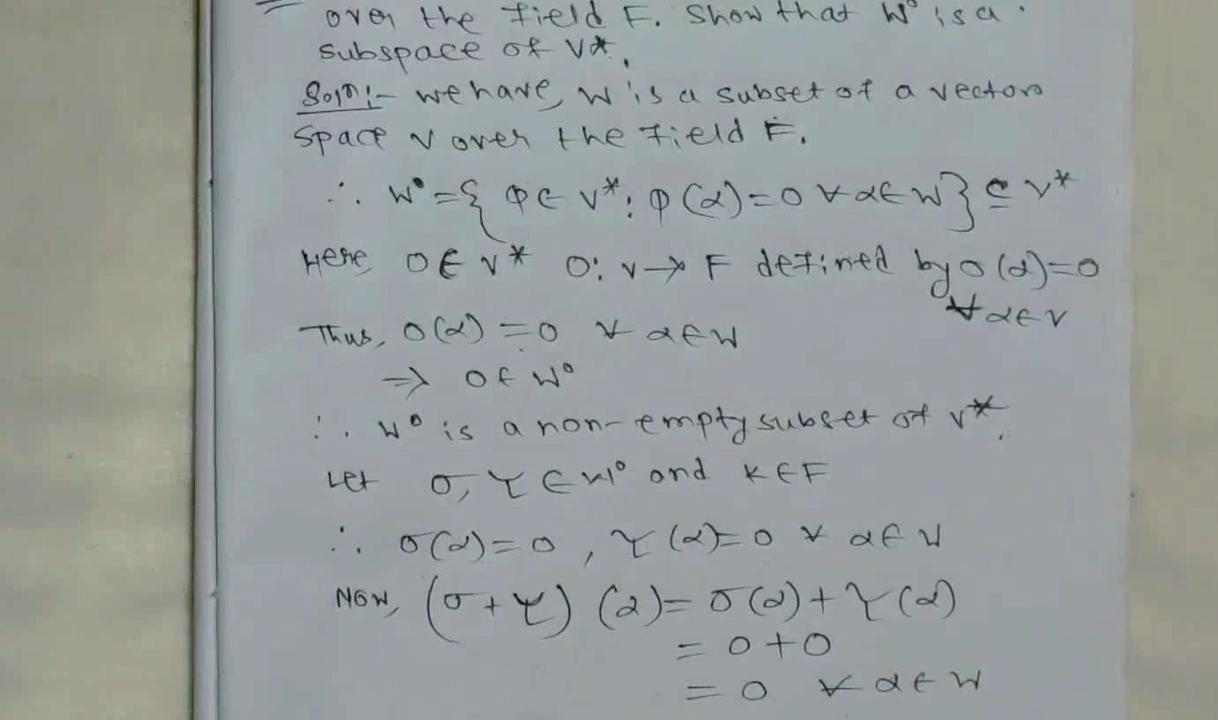 over the field F. Show that W° is a
subspace of V*.
Soln:- we have, W is a subset of a vector
space V over the field F.
∴ W° = { φ ∈ V* : φ(α) = 0 ∀ α ∈ W } ⊆ V*
Here, 0 ∈ V* 0 : V → F defined by 0(α) = 0
∀ α ∈ V
Thus, 0(α) = 0 ∀ α ∈ W
⇒ 0 ∈ W°
∴ W° is a non-empty subset of V*.
Let σ, γ ∈ W° and K ∈ F
∴ σ(α) = 0, γ(α) = 0 ∀ α ∈ W
Now, (σ + γ)(α) = σ(α) + γ(α)
= 0 + 0
= 0 ∀ α ∈ W